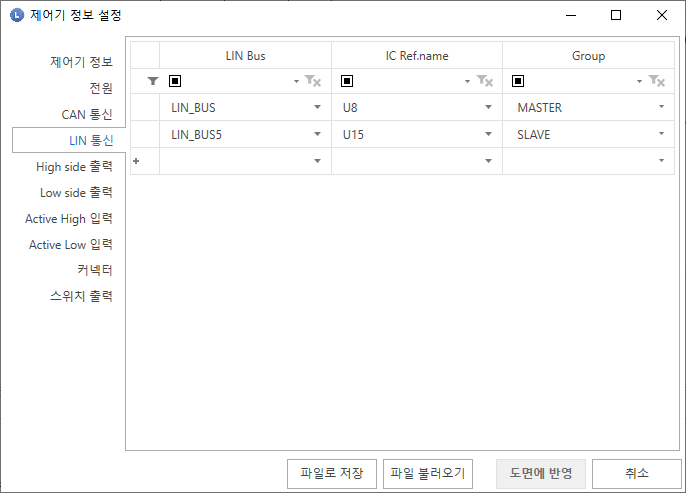 L 제어기 정보 설정
제어기 정보
전원
CAN 통신
LIN 통신
High side 출력
Low side 출력
Active High 입력
Active Low 입력
커넥터
스위치 출력
LIN Bus IC Ref.name Group
LIN_BUS U8 MASTER
LIN_BUS5 U15 SLAVE
+
파일로 저장 파일 불러오기 도면에 반영 취소